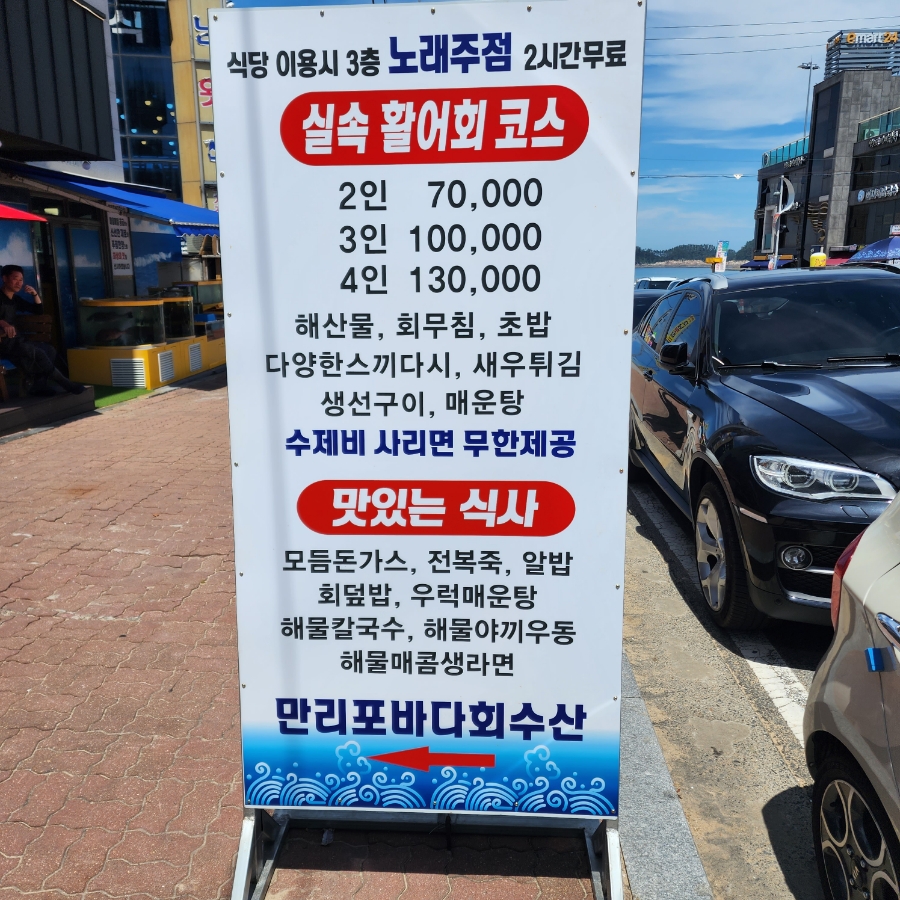 식당 이용시 3층 노래주점 2시간무료
실속 활어회 코스
2인 70,000
3인 100,000
4인 130,000
해산물, 회무침, 초밥
다양한스끼다시, 새우튀김
생선구이, 매운탕
수제비 사리면 무한제공
맛있는 식사
모듬돈가스, 전복죽, 알밥
회덮밥, 우럭매운탕
해물칼국수, 해물야끼우동
해물매콤생라면
만리포바다회수산
emart24